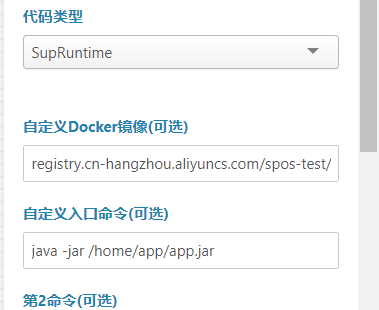 代码类型
SupRuntime
自定义Docker镜像(可选)
registry.cn-hangzhou.aliyuncs.com/spos-test/
自定义入口命令(可选)
java -jar /home/app/app.jar
第2命令(可选)